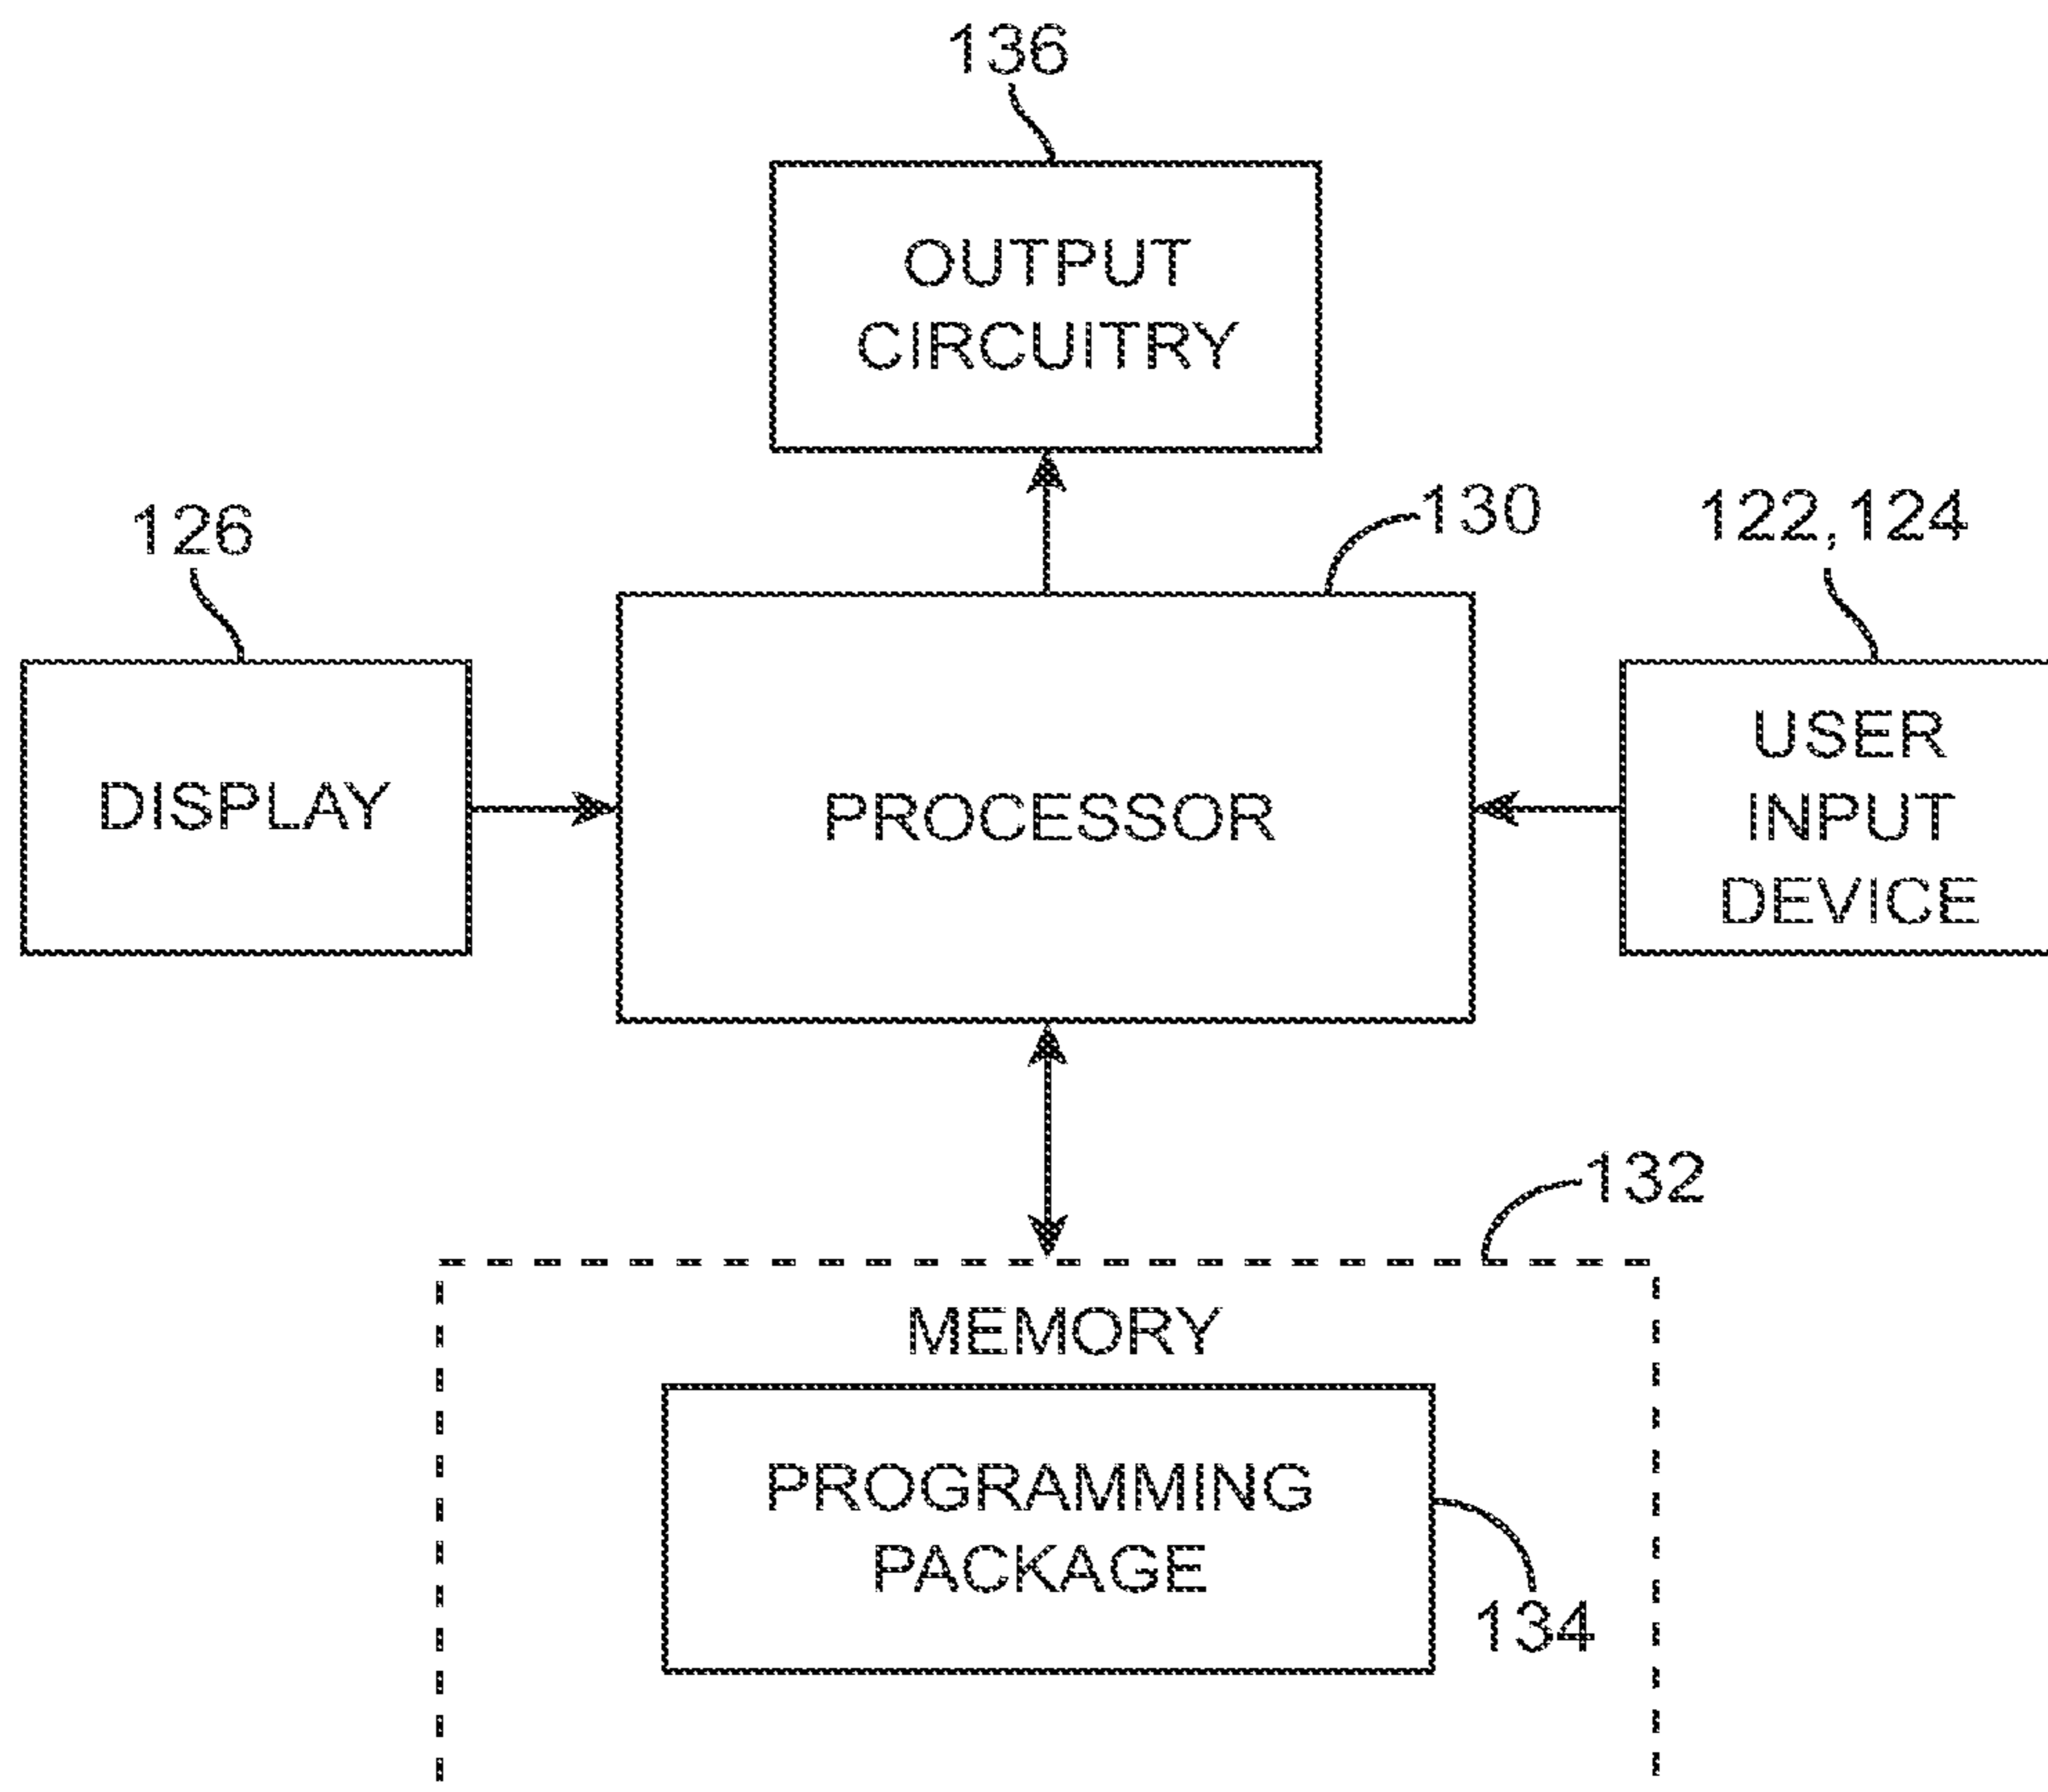 136
OUTPUT
CIRCUITRY
130
126
122,124
DISPLAY
PROCESSOR
USER
INPUT
DEVICE
132
MEMORY
PROGRAMMING
PACKAGE
134